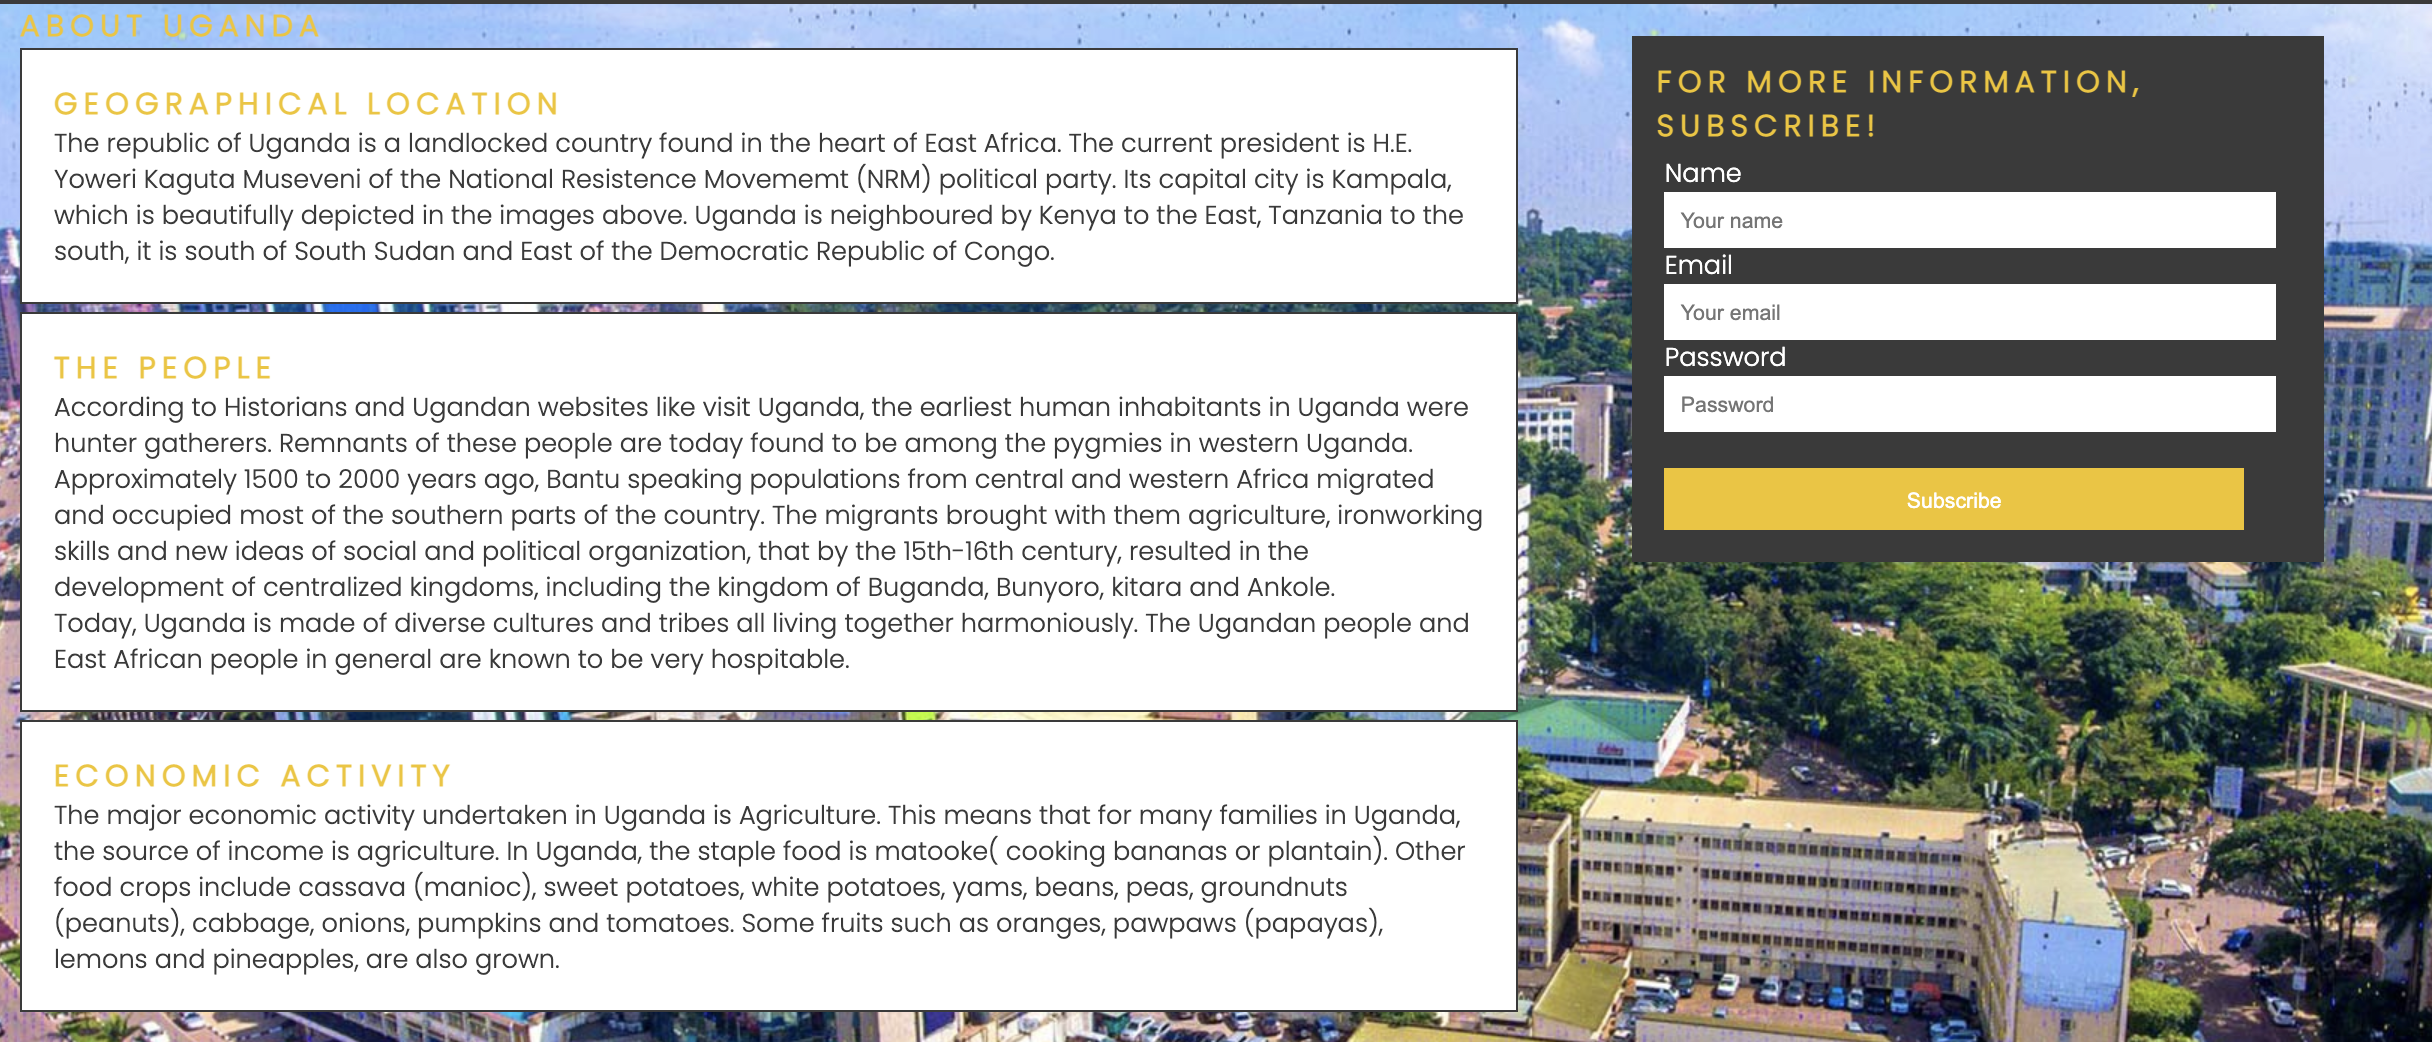 ABOUT UGANDA
GEOGRAPHICAL LOCATION
The republic of Uganda is a landlocked country found in the heart of East Africa. The current president is H.E.
Yoweri Kaguta Museveni of the National Resistence Movememt (NRM) political party. Its capital city is Kampala,
which is beautifully depicted in the images above. Uganda is neighboured by Kenya to the East, Tanzania to the
south, it is south of South Sudan and East of the Democratic Republic of Congo.
THE PEOPLE
According to Historians and Ugandan websites like visit Uganda, the earliest human inhabitants in Uganda were
hunter gatherers. Remnants of these people are today found to be among the pygmies in western Uganda.
Approximately 1500 to 2000 years ago, Bantu speaking populations from central and western Africa migrated
and occupied most of the southern parts of the country. The migrants brought with them agriculture, ironworking
skills and new ideas of social and political organization, that by the 15th-16th century, resulted in the
development of centralized kingdoms, including the kingdom of Buganda, Bunyoro, kitara and Ankole.
Today, Uganda is made of diverse cultures and tribes all living together harmoniously. The Ugandan people and
East African people in general are known to be very hospitable.
ECONOMIC ACTIVITY
The major economic activity undertaken in Uganda is Agriculture. This means that for many families in Uganda,
the source of income is agriculture. In Uganda, the staple food is matooke( cooking bananas or plantain). Other
food crops include cassava (manioc), sweet potatoes, white potatoes, yams, beans, peas, groundnuts
(peanuts), cabbage, onions, pumpkins and tomatoes. Some fruits such as oranges, pawpaws (papayas),
lemons and pineapples, are also grown.
FOR MORE INFORMATION,
SUBSCRIBE!
Name
Your name
Email
Your email
Password
Password
Subscribe